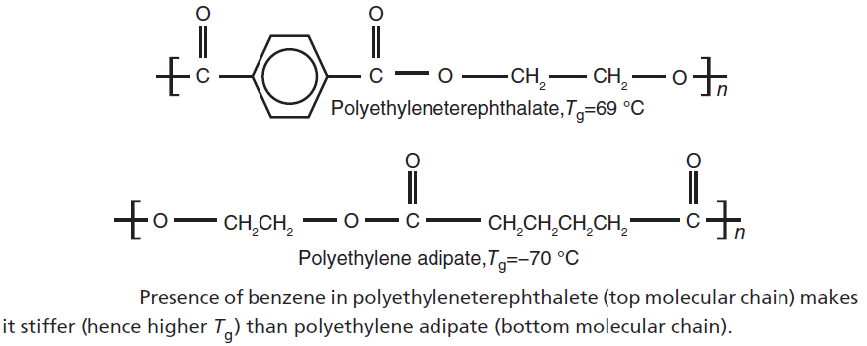 O O
C C O CH₂ CH₂ O n
Polyethyleneterephthalate,Tg=69 °C
O O
O CH₂CH₂ O C CH₂CH₂CH₂CH₂ C n
Polyethylene adipate,Tg=–70 °C
Presence of benzene in polyethyleneterephthalete (top molecular chain) makes
it stiffer (hence higher Tg) than polyethylene adipate (bottom molecular chain).